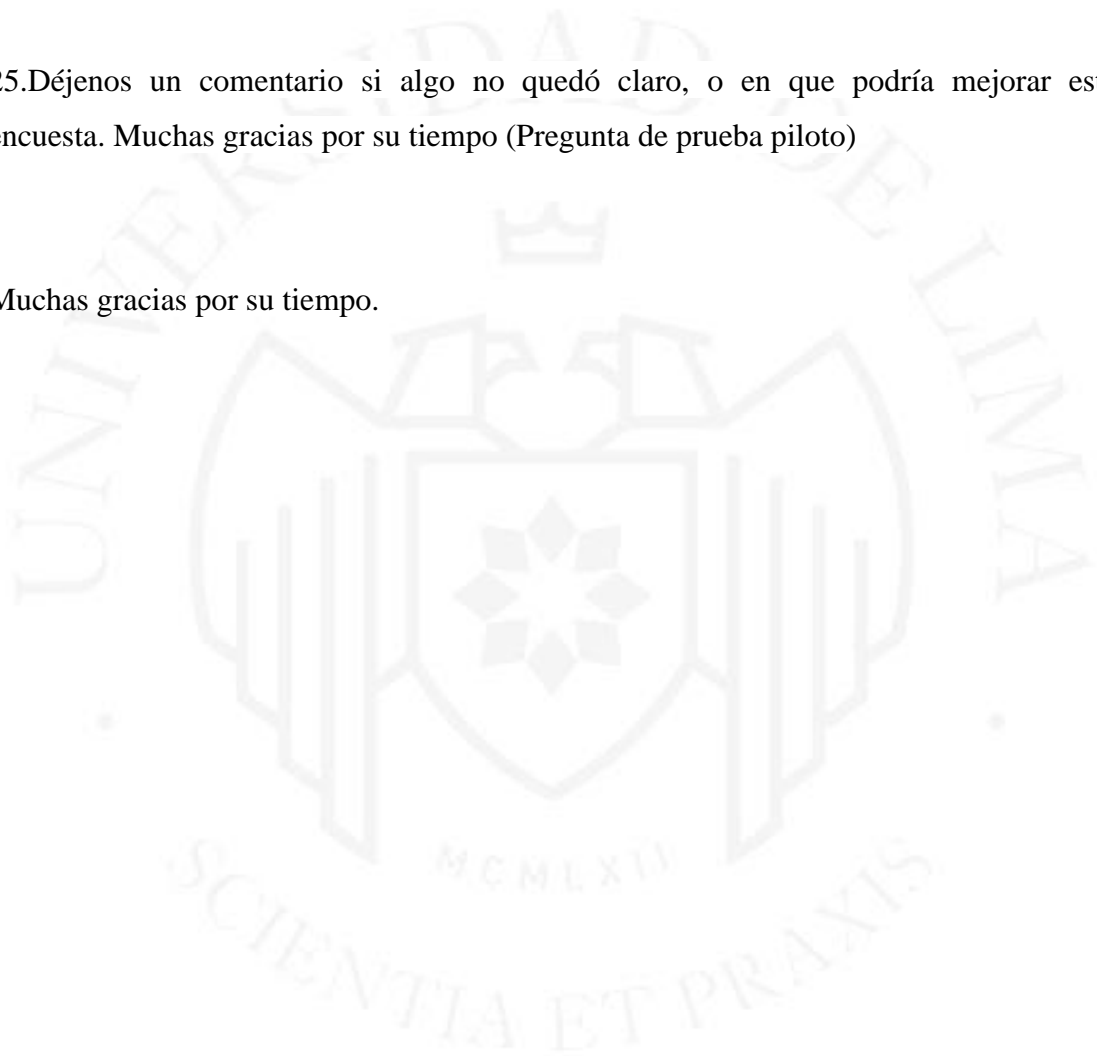 25.Déjenos un comentario si algo no quedó claro, o en que podría mejorar est
encuesta. Muchas gracias por su tiempo (Pregunta de prueba piloto)
Muchas gracias por su tiempo.
UNIVERSIDAD DE LIMA
MCMLXII
SCIENTIA ET PRAXIS